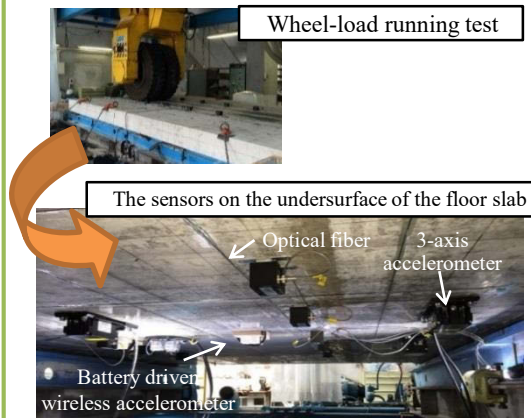 Wheel-load running test
The sensors on the undersurface of the floor slab
Optical fiber
3-axis
accelerometer
Battery driven
wireless accelerometer